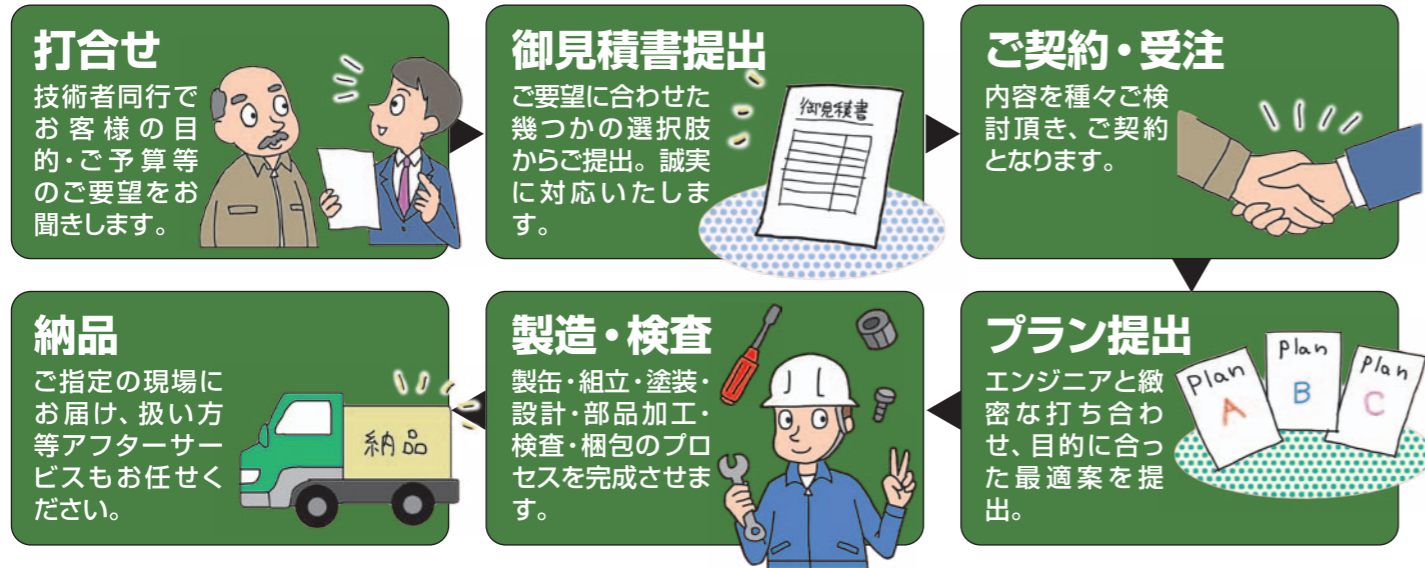 打合せ
技術者同行で
お客様の目
的・ご予算等
のご要望をお
聞きします。
御見積書提出
ご要望に合わせた
幾つかの選択肢
からご提出。誠実
に対応いたしま
す。
御見積書
ご契約・受注
内容を種々ご検
討頂き、ご契約
となります。
プラン提出
エンジニアと緻
密な打ち合わ
せ、目的に合っ
た最適案を提
出。
Plan
A
Plan
B
Plan
C
製造・検査
製缶・組立・塗装・
設計・部品加工・
検査・梱包のプロ
セスを完成させま
す。
納品
ご指定の現場に
お届け、扱い方
等アフターサー
ビスもお任せく
ださい。
納品